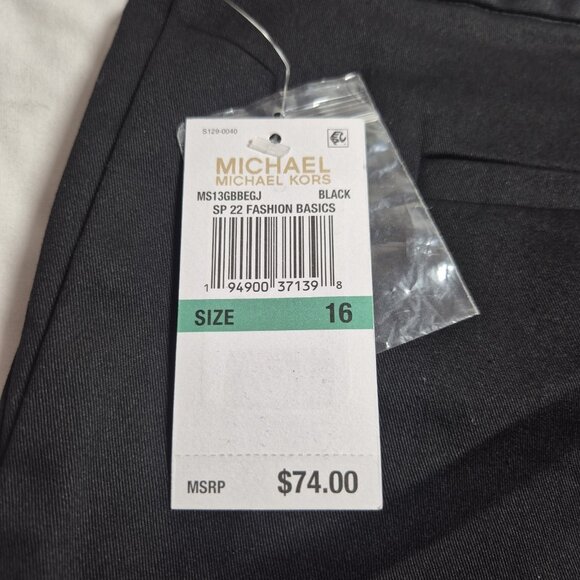 S129-0040
MICHAEL
MICHAEL KORS
MS13GBBEGJ BLACK
SP 22 FASHION BASICS
1 94900 37139 8
SIZE 16
MSRP $74.00